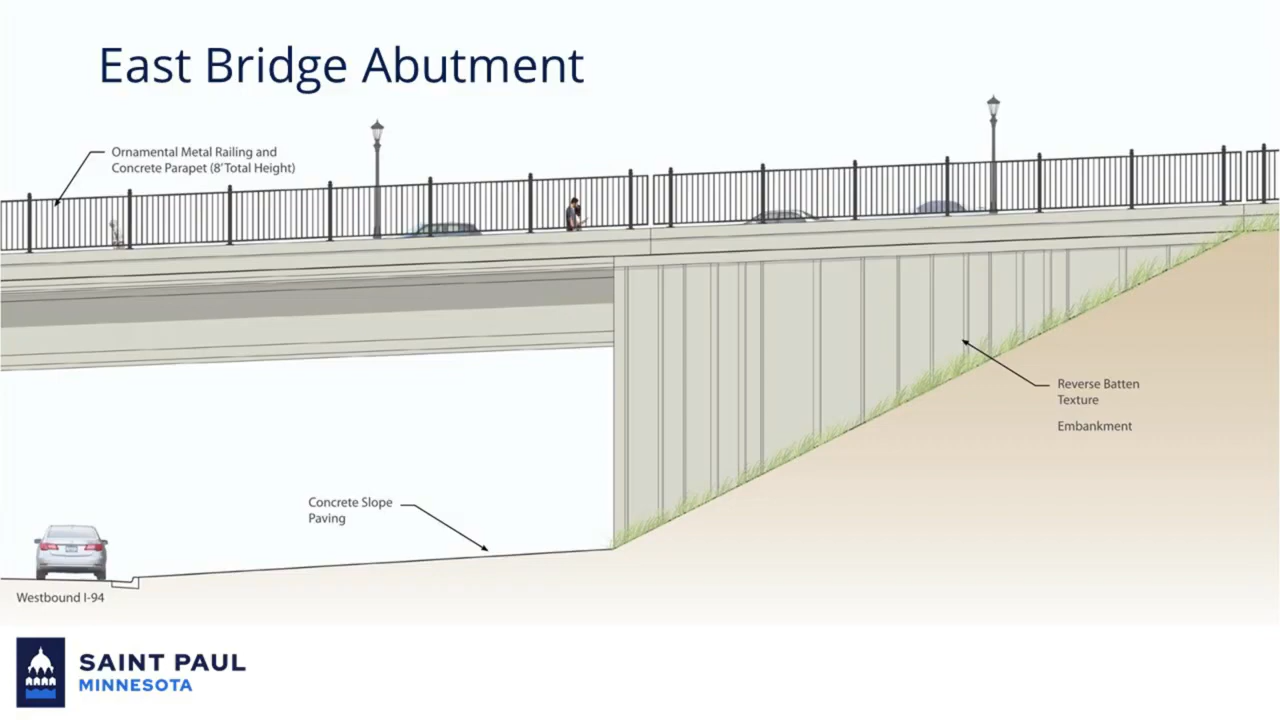 East Bridge Abutment
Ornamental Metal Railing and
Concrete Parapet (8' Total Height)
Reverse Batten
Texture
Embankment
Concrete Slope
Paving
Westbound I-94
SAINT PAUL
MINNESOTA